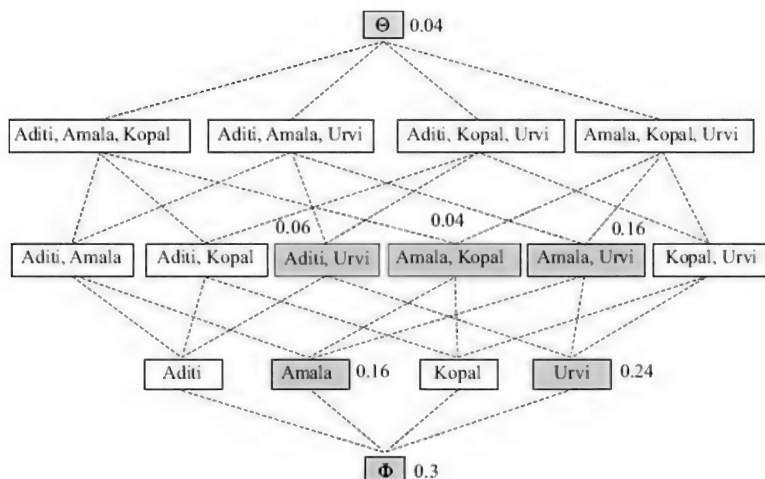 Θ 0.04
Aditi, Amala, Kopal Aditi, Amala, Urvi Aditi, Kopal, Urvi Amala, Kopal, Urvi
0.06 0.04 0.16
Aditi, Amala Aditi, Kopal Aditi, Urvi Amala, Kopal Amala, Urvi Kopal, Urvi
Aditi Amala 0.16 Kopal Urvi 0.24
Φ 0.3